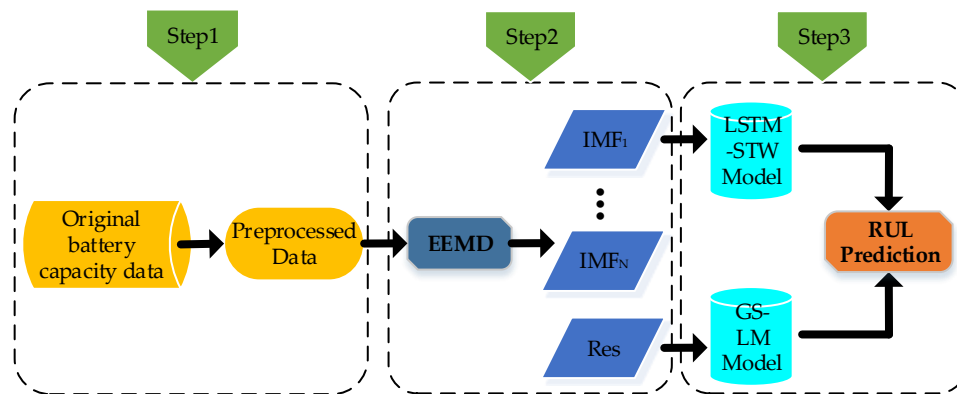 Step1
Step2
Step3
Original
battery
capacity data
Preprocessed
Data
EEMD
IMF₁
IMF_N
Res
LSTM
-STW
Model
GS-
LM
Model
RUL
Prediction